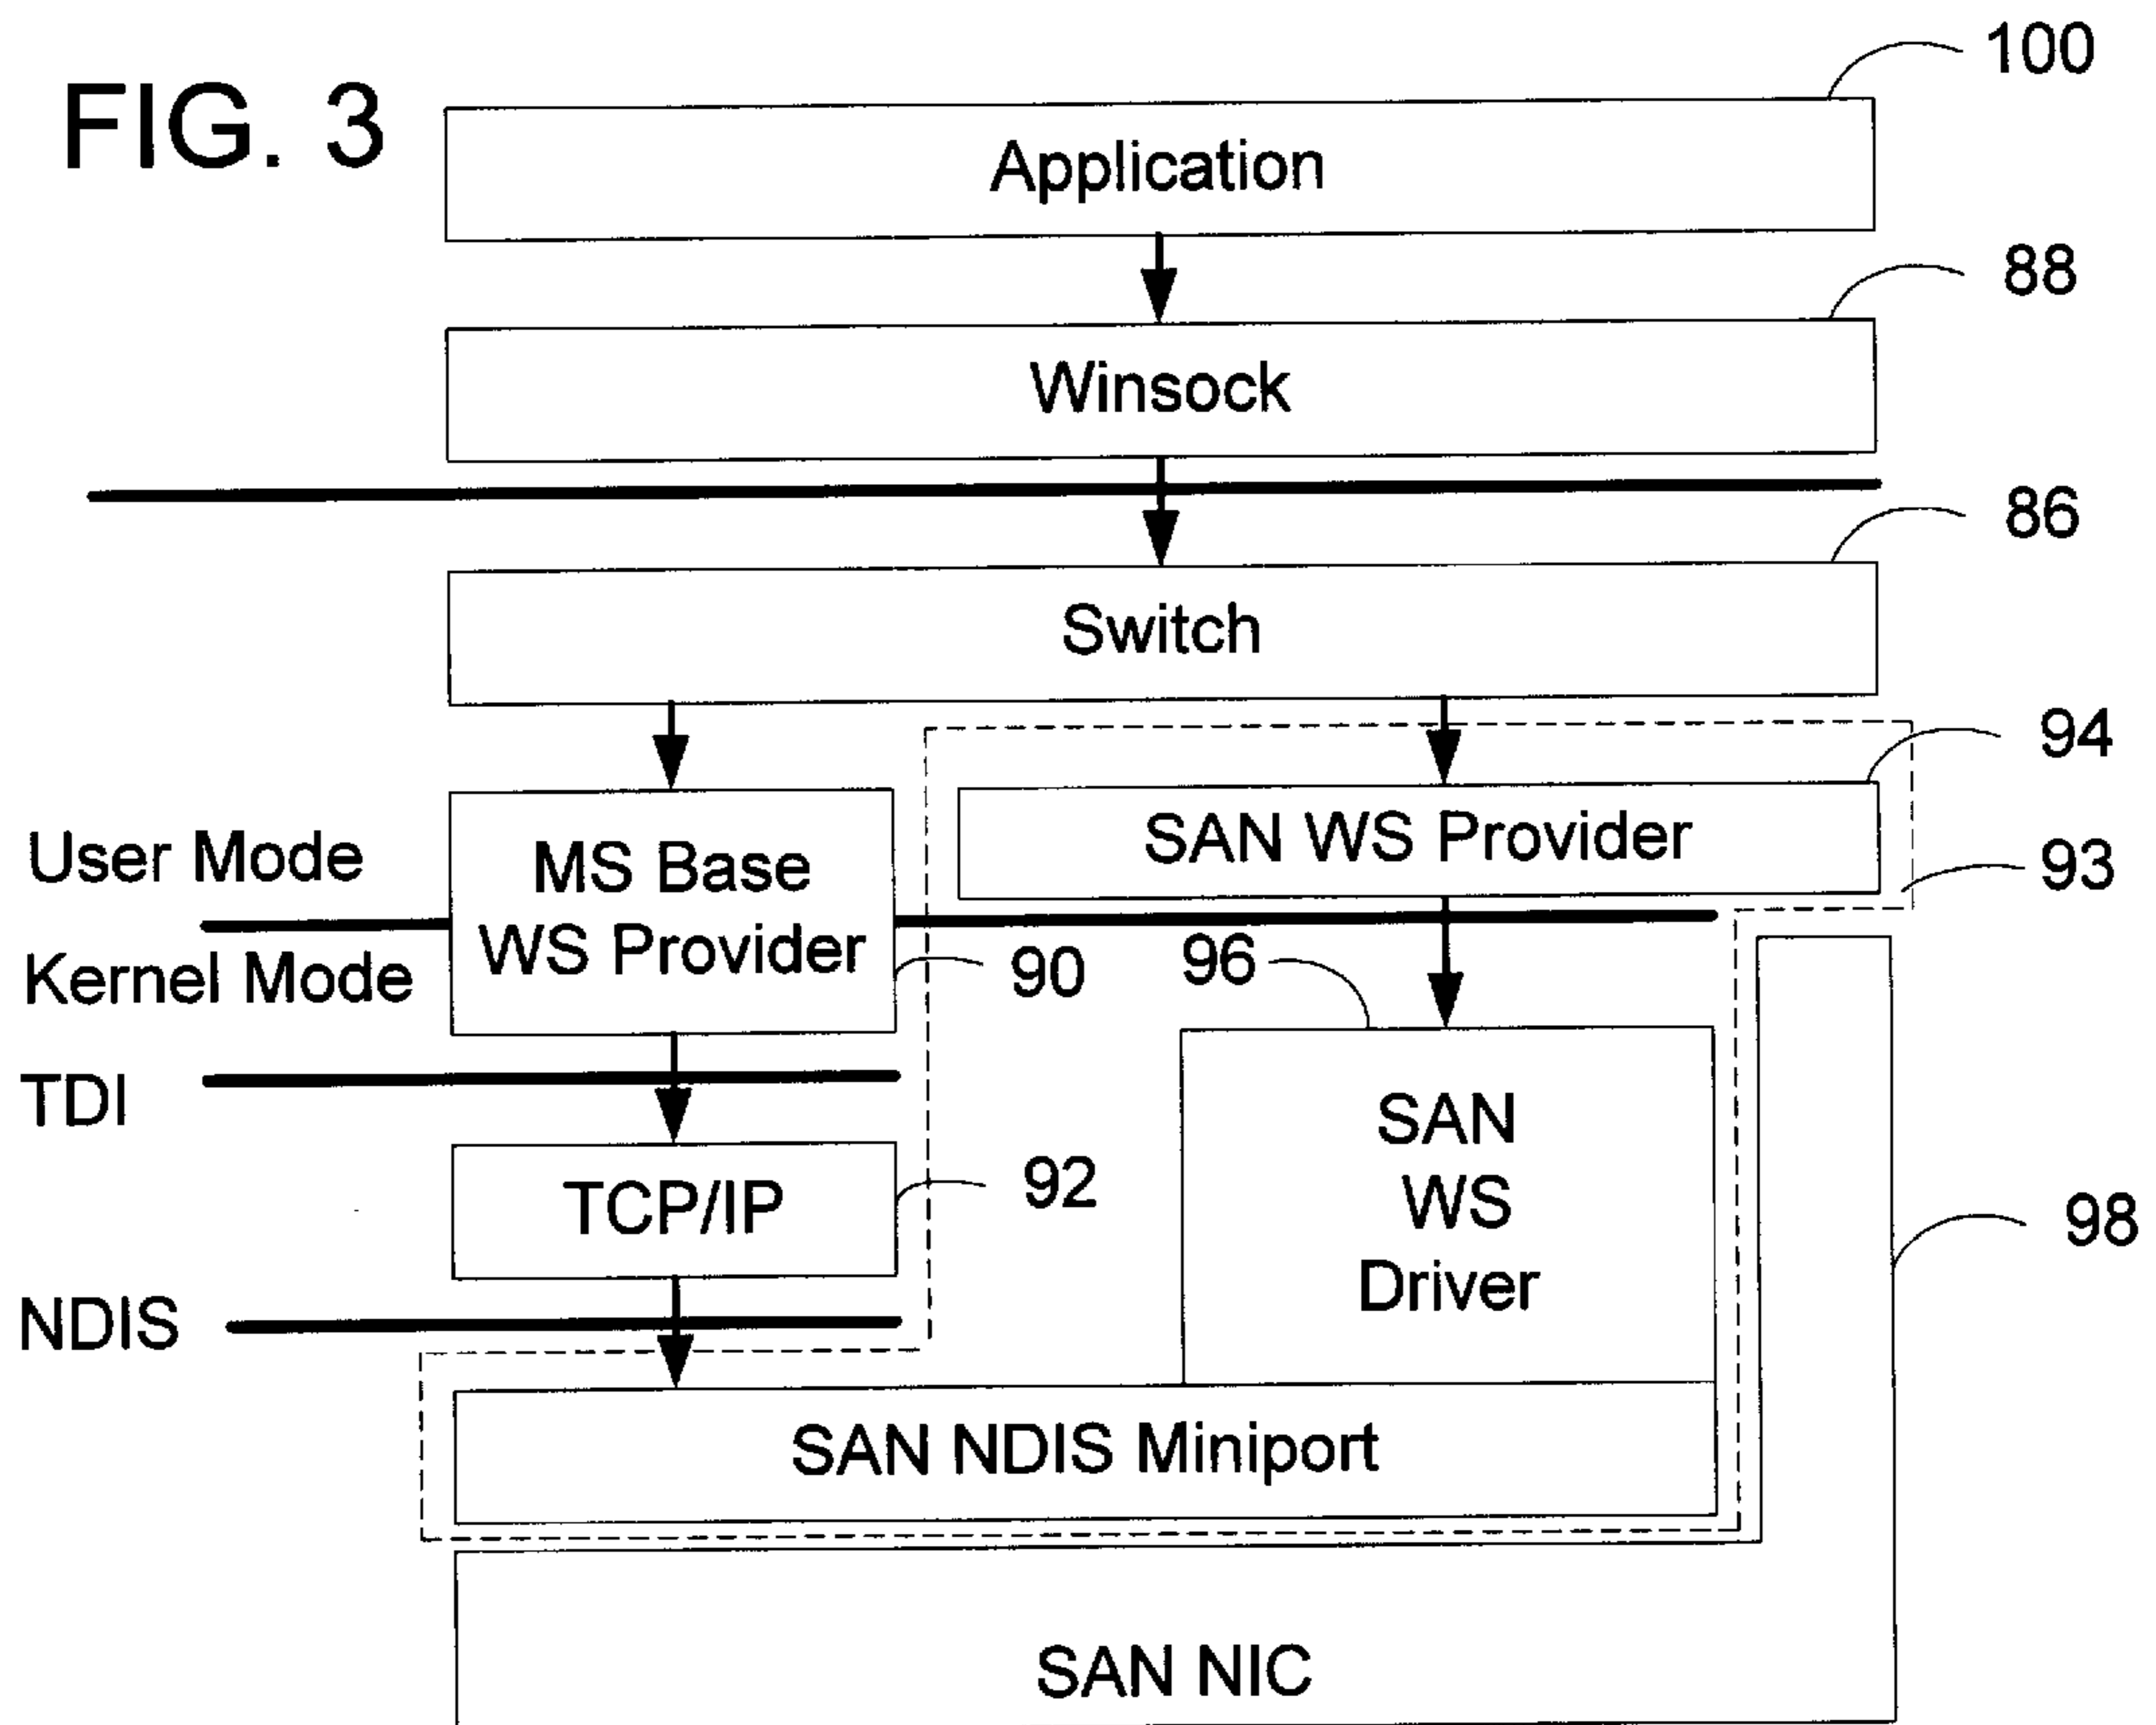 FIG. 3
100
Application
88
Winsock
86
Switch
94
SAN WS Provider
93
User Mode
MS Base
WS Provider
90
96
Kernel Mode
TDI
SAN
WS
Driver
TCP/IP
92
98
NDIS
SAN NDIS Miniport
SAN NIC